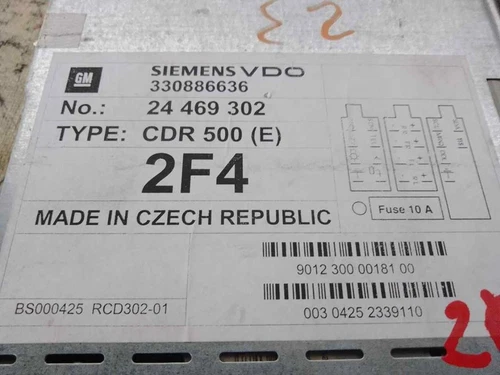 GM
SIEMENS VDO
330886636
No.: 24 469 302
TYPE: CDR 500 (E)
2F4
Fuse 10 A
MADE IN CZECH REPUBLIC
9012 300 000181 00
BS000425 RCD302-01
003 0425 2339110